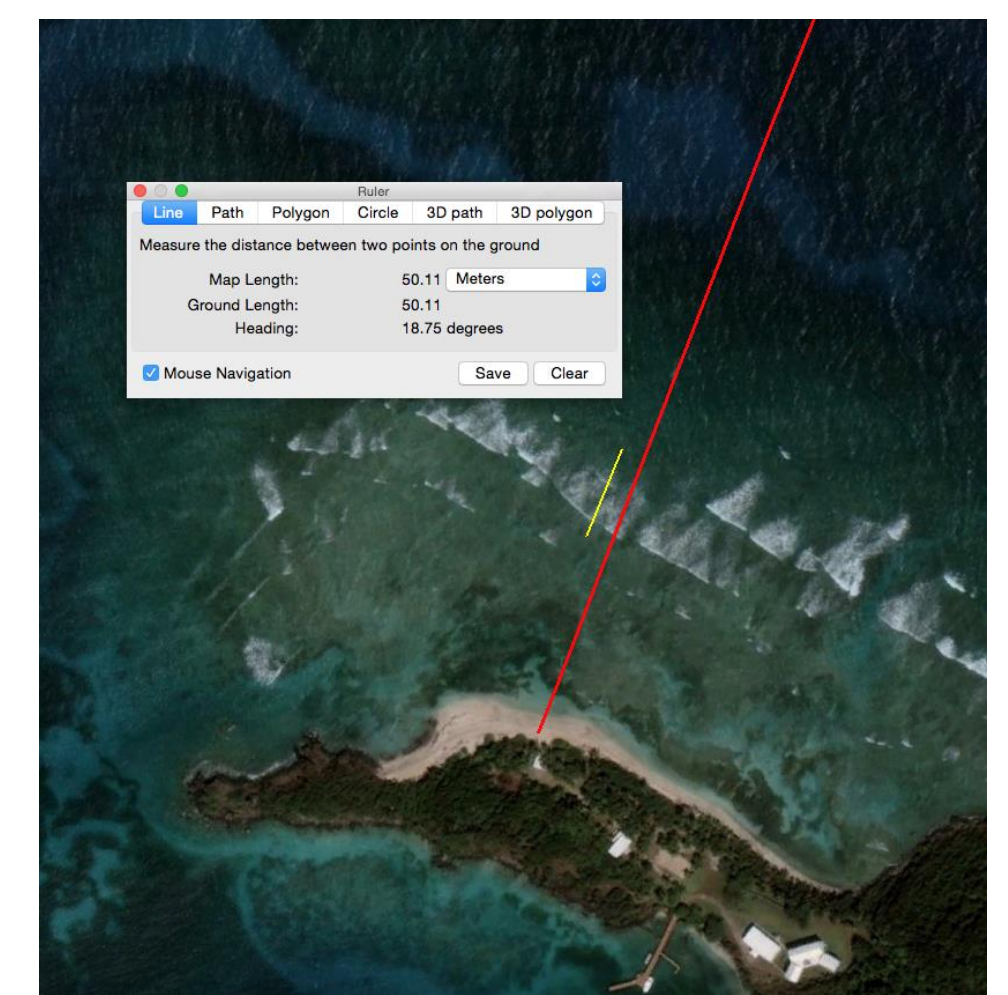 Ruler
Line Path Polygon Circle 3D path 3D polygon
Measure the distance between two points on the ground
Map Length: 50.11 Meters
Ground Length: 50.11
Heading: 18.75 degrees
Mouse Navigation Save Clear